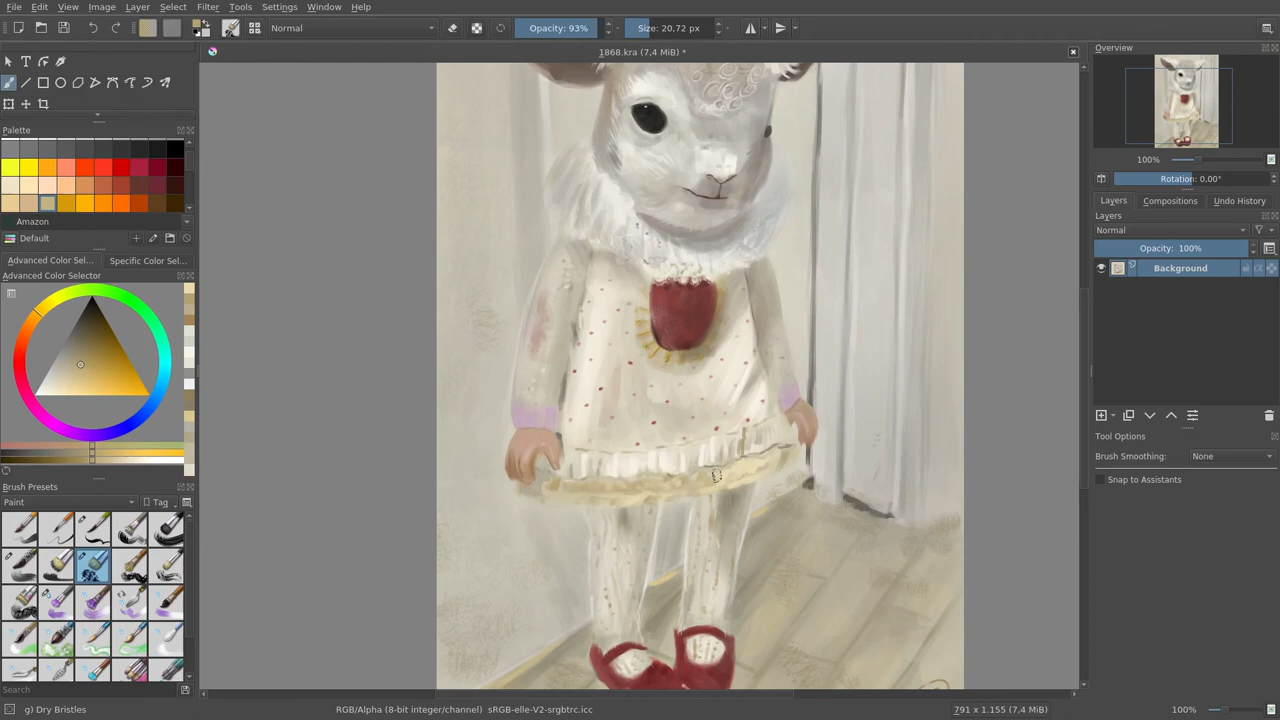 File Edit View Image Layer Select Filter Tools Settings Window Help
Normal
Opacity: 93%
Size: 20,72 px
1868.kra (7,4 MiB) *
Palette
Amazon
Default
Advanced Color Sel...
Specific Color Sel...
Advanced Color Selector
Brush Presets
Paint
Tag
Search
g) Dry Bristles
RGB/Alpha (8-bit integer/channel) sRGB-elle-V2-srgbtrc.icc
791 x 1.155 (7,4 MiB)
100%
Overview
100%
Rotation: 0,00°
Layers
Compositions
Undo History
Layers
Normal
Opacity: 100%
Background
Tool Options
Brush Smoothing:
None
Snap to Assistants